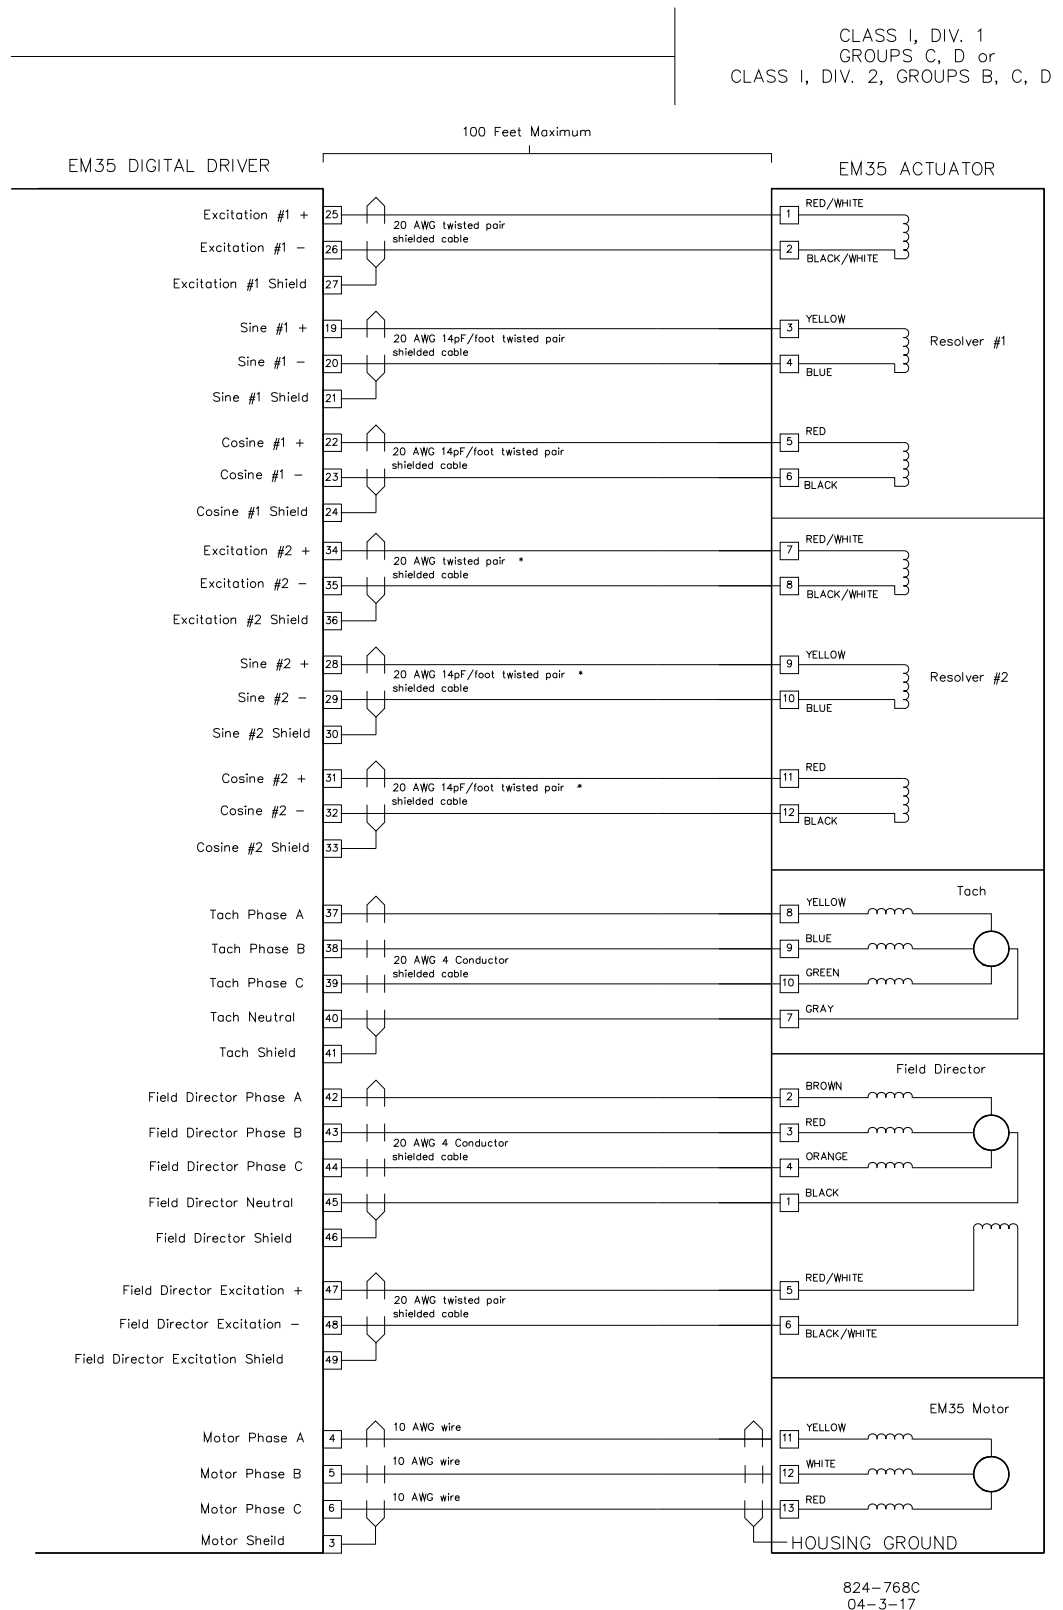 CLASS I, DIV. 1
GROUPS C, D or
CLASS I, DIV. 2, GROUPS B, C, D
100 Feet Maximum
EM35 DIGITAL DRIVER
EM35 ACTUATOR
Excitation #1 + 25 1 RED/WHITE
20 AWG twisted pair
shielded cable
Excitation #1 - 26 2 BLACK/WHITE
Excitation #1 Shield 27
Sine #1 + 19 3 YELLOW
20 AWG 14pF/foot twisted pair
shielded cable
Resolver #1
Sine #1 - 20 4 BLUE
Sine #1 Shield 21
Cosine #1 + 22 5 RED
20 AWG 14pF/foot twisted pair
shielded cable
Cosine #1 - 23 6 BLACK
Cosine #1 Shield 24
Excitation #2 + 34 7 RED/WHITE
20 AWG twisted pair *
shielded cable
Excitation #2 - 35 8 BLACK/WHITE
Excitation #2 Shield 36
Sine #2 + 28 9 YELLOW
20 AWG 14pF/foot twisted pair *
shielded cable
Resolver #2
Sine #2 - 29 10 BLUE
Sine #2 Shield 30
Cosine #2 + 31 11 RED
20 AWG 14pF/foot twisted pair *
shielded cable
Cosine #2 - 32 12 BLACK
Cosine #2 Shield 33
Tach
Tach Phase A 37 8 YELLOW
Tach Phase B 38 9 BLUE
20 AWG 4 Conductor
shielded cable
Tach Phase C 39 10 GREEN
Tach Neutral 40 7 GRAY
Tach Shield 41
Field Director
Field Director Phase A 42 2 BROWN
Field Director Phase B 43 3 RED
20 AWG 4 Conductor
shielded cable
Field Director Phase C 44 4 ORANGE
Field Director Neutral 45 1 BLACK
Field Director Shield 46
Field Director Excitation + 47 5 RED/WHITE
20 AWG twisted pair
shielded cable
Field Director Excitation - 48 6 BLACK/WHITE
Field Director Excitation Shield 49
EM35 Motor
Motor Phase A 4 10 AWG wire 11 YELLOW
Motor Phase B 5 10 AWG wire 12 WHITE
Motor Phase C 6 10 AWG wire 13 RED
Motor Sheild 3 HOUSING GROUND
824-768C
04-3-17